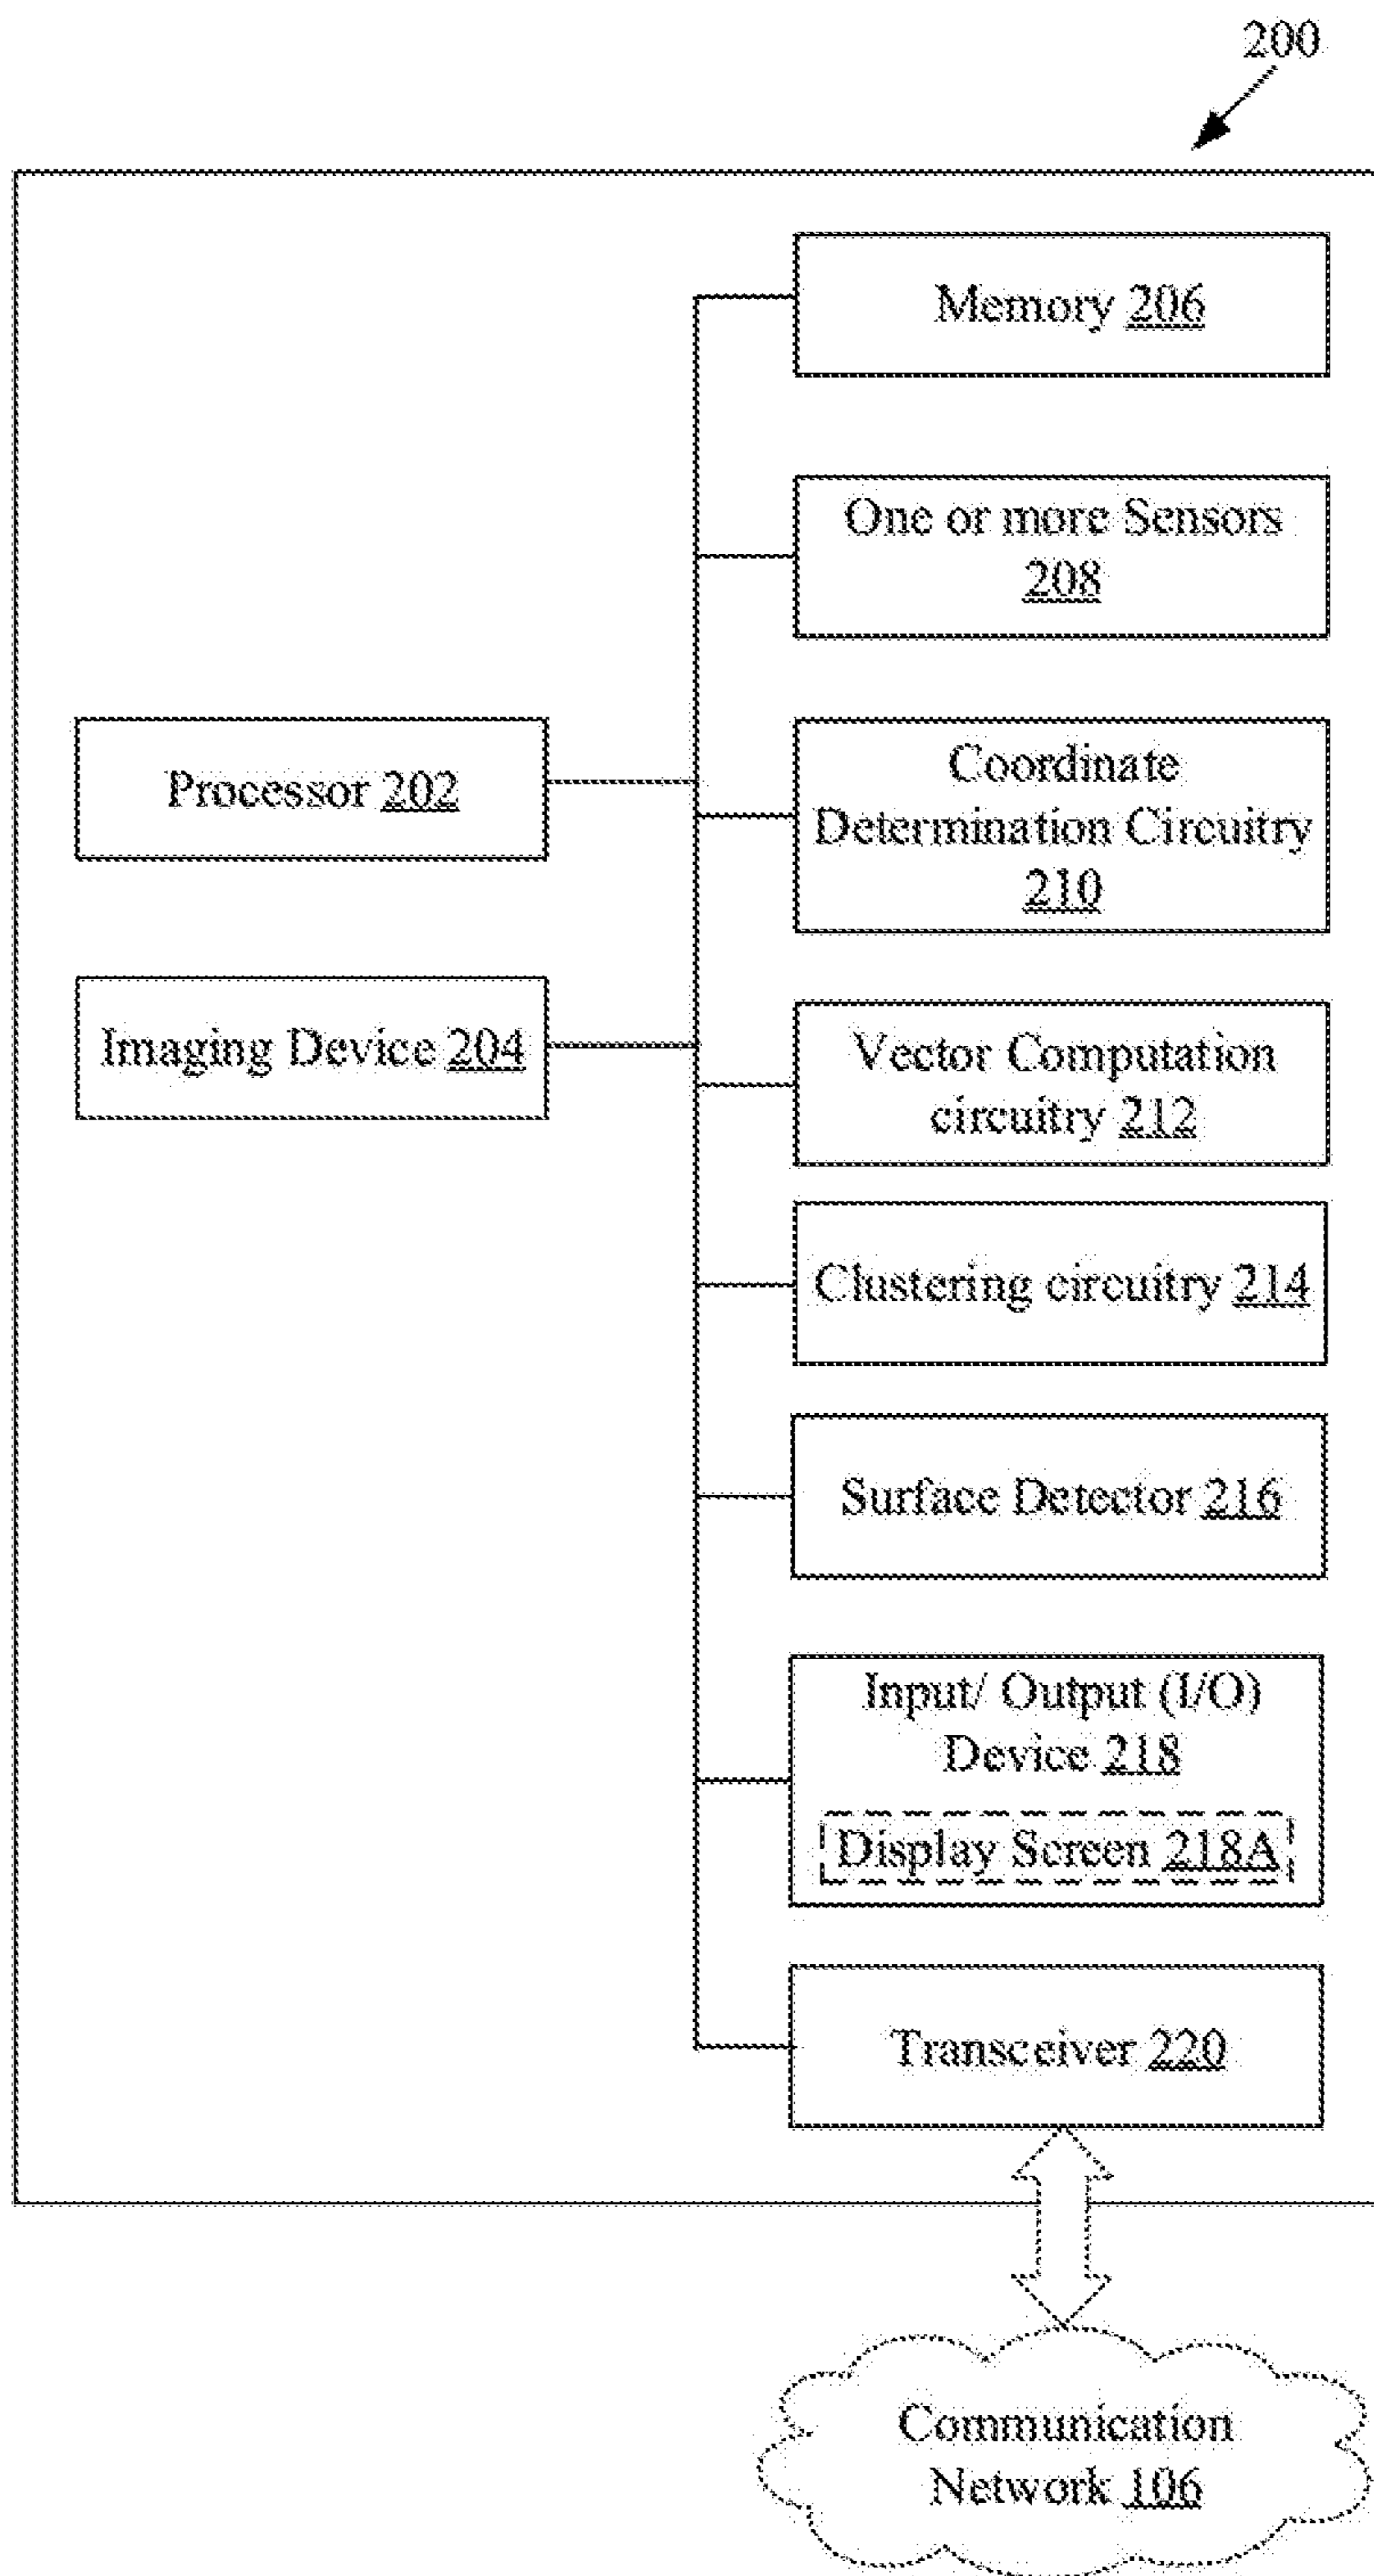 200
Memory 206
One or more Sensors
208
Processor 202
Coordinate
Determination Circuitry
210
Imaging Device 204
Vector Computation
circuitry 212
Clustering circuitry 214
Surface Detector 216
Input/ Output (I/O)
Device 218
Display Screen 218A
Transceiver 220
Communication
Network 106